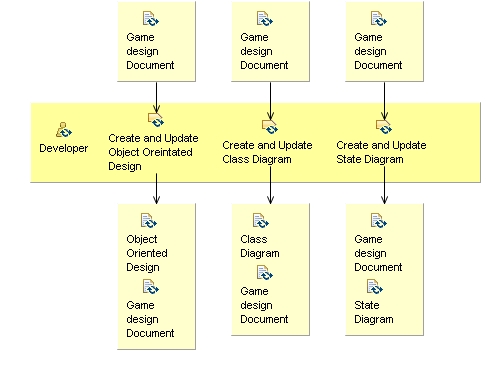 Game
design
Document
Game
design
Document
Game
design
Document
Developer
Create and Update
Object Oreintated
Design
Create and Update
Class Diagram
Create and Update
State Diagram
Object
Oriented
Design
Game
design
Document
Class
Diagram
Game
design
Document
Game
design
Document
State
Diagram